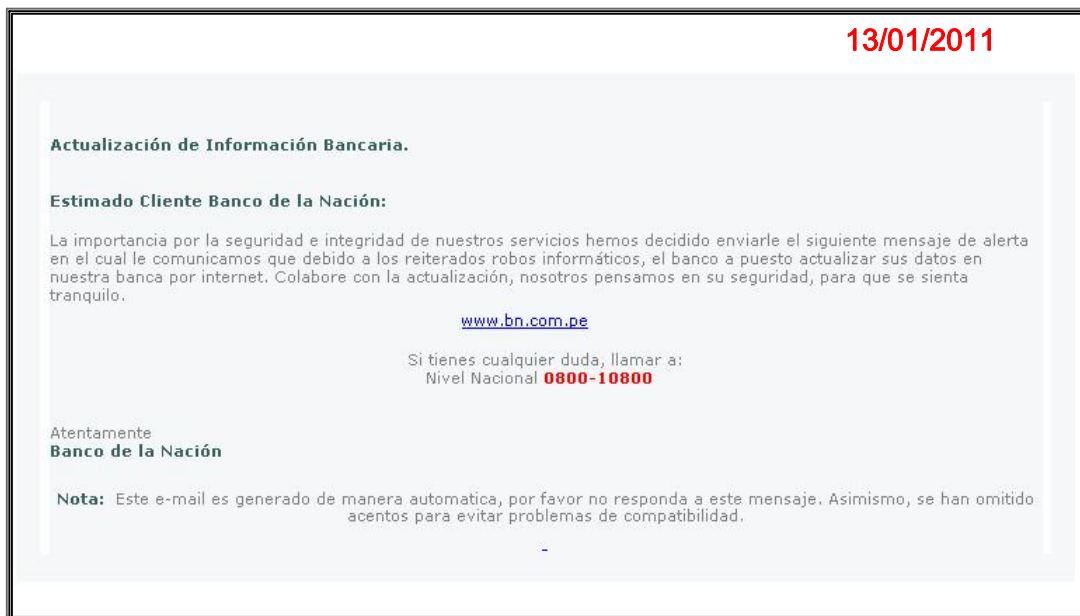 13/01/2011
Actualización de Información Bancaria.
Estimado Cliente Banco de la Nación:
La importancia por la seguridad e integridad de nuestros servicios hemos decidido enviarle el siguiente mensaje de alerta
en el cual le comunicamos que debido a los reiterados robos informáticos, el banco a puesto actualizar sus datos en
nuestra banca por internet. Colabore con la actualización, nosotros pensamos en su seguridad, para que se sienta
tranquilo.
www.bn.com.pe
Si tienes cualquier duda, llamar a:
Nivel Nacional 0800-10800
Atentamente
Banco de la Nación
Nota: Este e-mail es generado de manera automatica, por favor no responda a este mensaje. Asimismo, se han omitido
acentos para evitar problemas de compatibilidad.